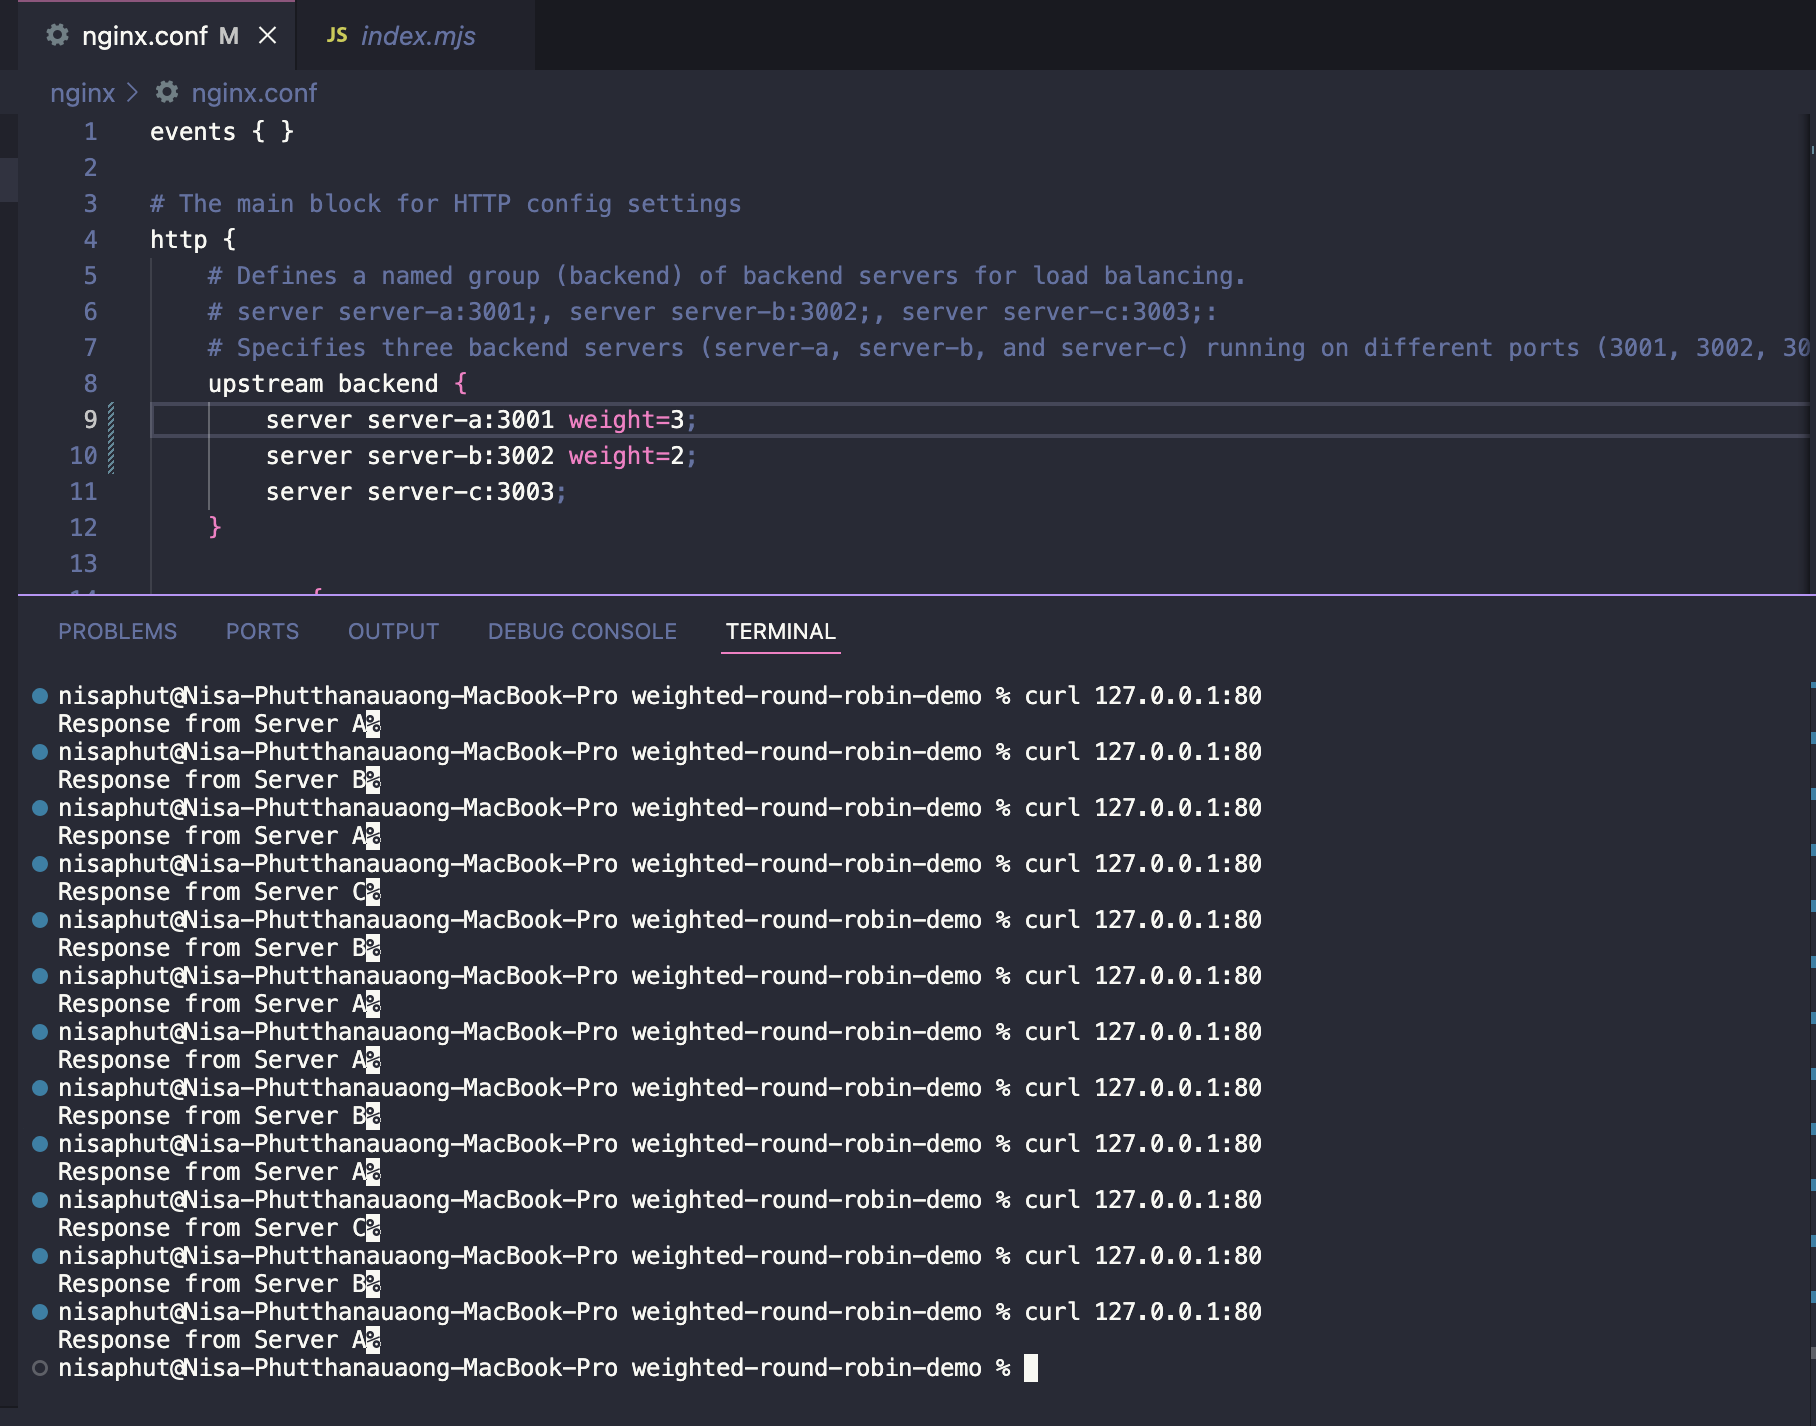 nginx.conf M
JS index.mjs
nginx > nginx.conf
1 events { }
2
3 # The main block for HTTP config settings
4 http {
5 # Defines a named group (backend) of backend servers for load balancing.
6 # server server-a:3001;, server server-b:3002;, server server-c:3003;:
7 # Specifies three backend servers (server-a, server-b, and server-c) running on different ports (3001, 3002, 30
8 upstream backend {
9 server server-a:3001 weight=3;
10 server server-b:3002 weight=2;
11 server server-c:3003;
12 }
13
PROBLEMS PORTS OUTPUT DEBUG CONSOLE TERMINAL
nisaphut@Nisa-Phutthanauaong-MacBook-Pro weighted-round-robin-demo % curl 127.0.0.1:80
Response from Server A%
nisaphut@Nisa-Phutthanauaong-MacBook-Pro weighted-round-robin-demo % curl 127.0.0.1:80
Response from Server B%
nisaphut@Nisa-Phutthanauaong-MacBook-Pro weighted-round-robin-demo % curl 127.0.0.1:80
Response from Server A%
nisaphut@Nisa-Phutthanauaong-MacBook-Pro weighted-round-robin-demo % curl 127.0.0.1:80
Response from Server C%
nisaphut@Nisa-Phutthanauaong-MacBook-Pro weighted-round-robin-demo % curl 127.0.0.1:80
Response from Server B%
nisaphut@Nisa-Phutthanauaong-MacBook-Pro weighted-round-robin-demo % curl 127.0.0.1:80
Response from Server A%
nisaphut@Nisa-Phutthanauaong-MacBook-Pro weighted-round-robin-demo % curl 127.0.0.1:80
Response from Server A%
nisaphut@Nisa-Phutthanauaong-MacBook-Pro weighted-round-robin-demo % curl 127.0.0.1:80
Response from Server B%
nisaphut@Nisa-Phutthanauaong-MacBook-Pro weighted-round-robin-demo % curl 127.0.0.1:80
Response from Server A%
nisaphut@Nisa-Phutthanauaong-MacBook-Pro weighted-round-robin-demo % curl 127.0.0.1:80
Response from Server C%
nisaphut@Nisa-Phutthanauaong-MacBook-Pro weighted-round-robin-demo % curl 127.0.0.1:80
Response from Server B%
nisaphut@Nisa-Phutthanauaong-MacBook-Pro weighted-round-robin-demo % curl 127.0.0.1:80
Response from Server A%
nisaphut@Nisa-Phutthanauaong-MacBook-Pro weighted-round-robin-demo %